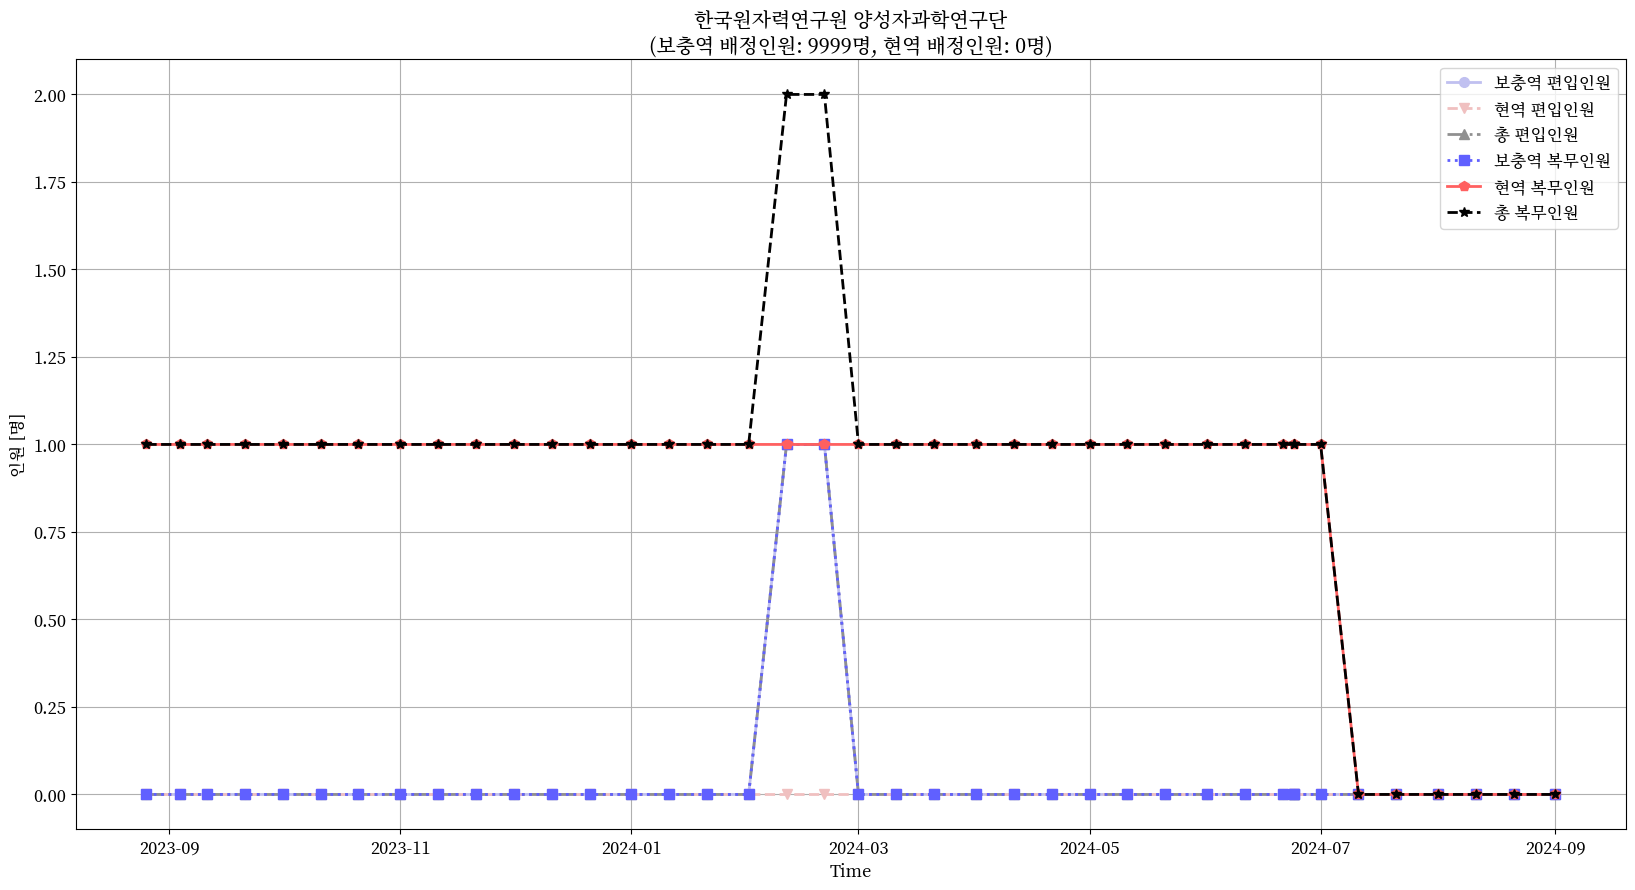 한국원자력연구원 양성자과학연구단
(보충역 배정인원: 9999명, 현역 배정인원: 0명)
보충역 편입인원
현역 편입인원
총 편입인원
보충역 복무인원
현역 복무인원
총 복무인원
인원 [명]
2.00
1.75
1.50
1.25
1.00
0.75
0.50
0.25
0.00
2023-09
2023-11
2024-01
2024-03
2024-05
2024-07
2024-09
Time